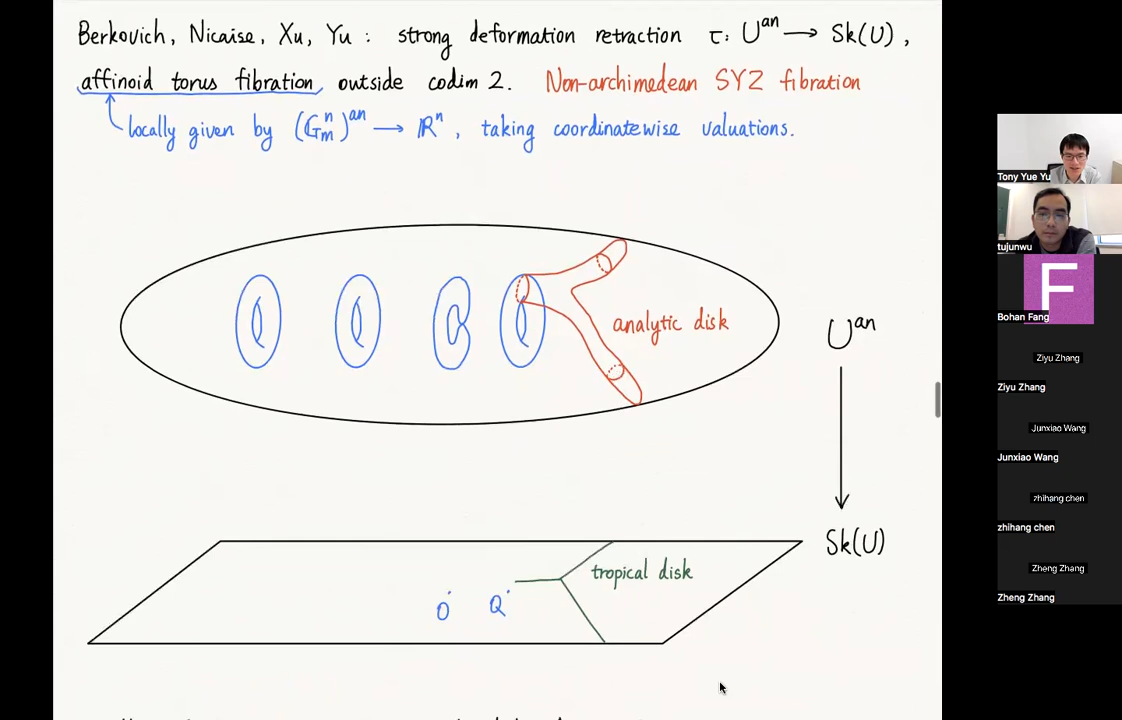 Berkovich, Nicaise, Xu, Yu : strong deformation retraction τ: U^an → Sk(U),
affinoid torus fibration outside codim 2. Non-archimedean SYZ fibration
locally given by (G_m^n)^an → ℝ^n, taking coordinatewise valuations.
Tony Yue Yu
tujunwu
F
Bohan Fang
analytic disk
U^an
Ziyu Zhang
Ziyu Zhang
Junxiao Wang
Junxiao Wang
zhihang chen
zhihang chen
Sk(U)
tropical disk
Zheng Zhang
Zheng Zhang
O
Q